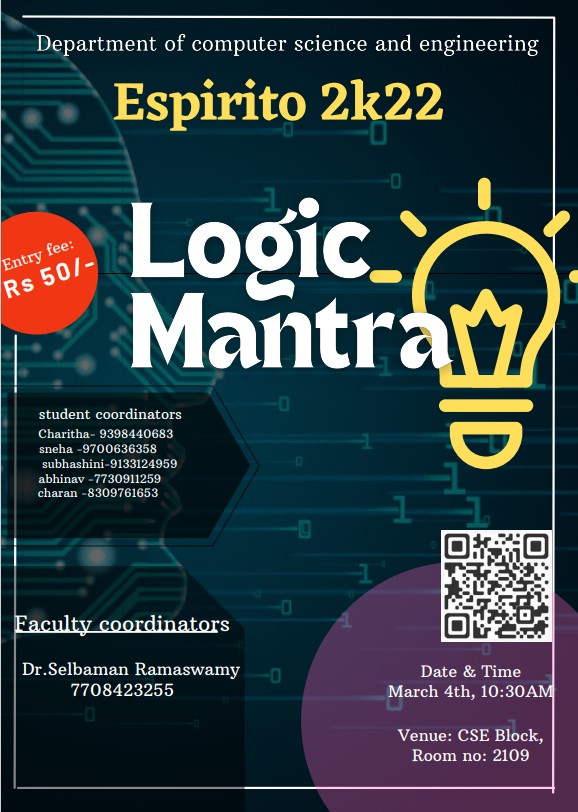 Department of computer science and engineering
Espirito 2k22
Logic
Mantra
Entry fee:
Rs 50/-
student coordinators
Charitha- 9398440683
sneha -9700636358
subhashini-9133124959
abhinav -7730911259
charan -8309761653
Faculty coordinators
Dr.Selbaman Ramaswamy
7708423255
Date & Time
March 4th, 10:30AM
Venue: CSE Block,
Room no: 2109